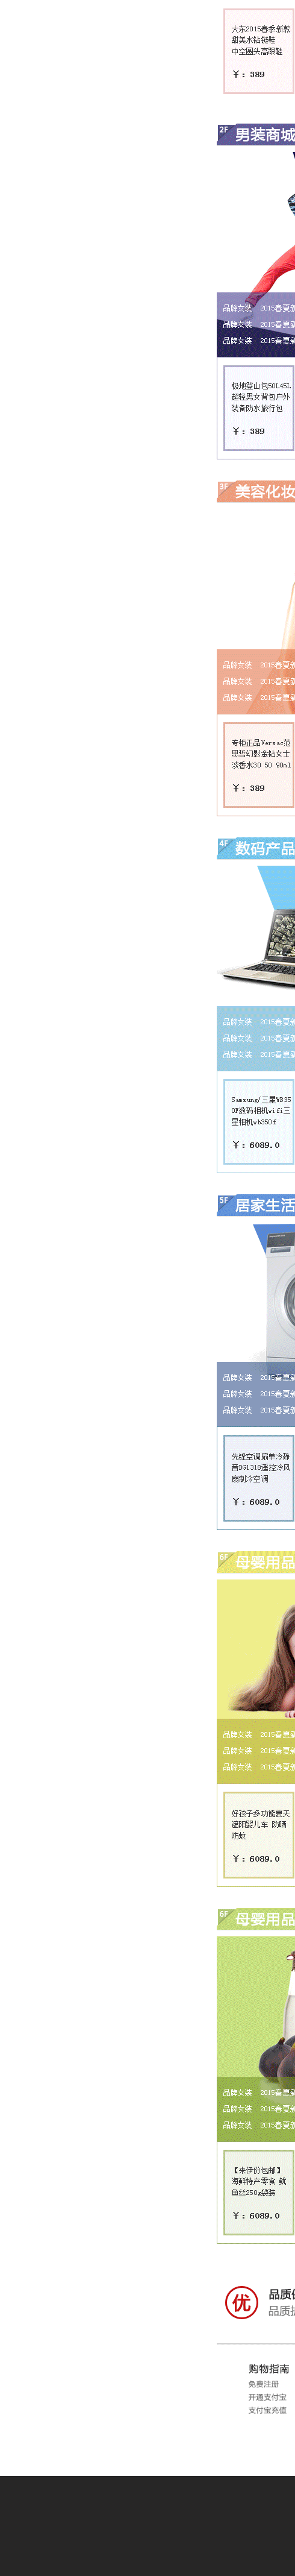 大东2015春季新款
甜美水钻链鞋
中空圆头高跟鞋
￥: 389
2F 男装商城
品牌女装 2015春夏新
品牌女装 2015春夏新
品牌女装 2015春夏新
极地登山包50L45L
超轻男女背包户外
装备防水旅行包
￥: 389
3F 美容化妆
品牌女装 2015春夏新
品牌女装 2015春夏新
品牌女装 2015春夏新
专柜正品Versac范
思哲幻影金钻女士
淡香水30 50 90ml
￥: 389
4F 数码产品
品牌女装 2015春夏新
品牌女装 2015春夏新
品牌女装 2015春夏新
Samsung/三星WB35
0F数码相机wifi三
星相机wb350f
￥: 6089.0
5F 居家生活
品牌女装 2015春夏新
品牌女装 2015春夏新
品牌女装 2015春夏新
先锋空调扇单冷静
音DG1318遥控冷风
扇制冷空调
￥: 6089.0
6F 母婴用品
品牌女装 2015春夏新
品牌女装 2015春夏新
品牌女装 2015春夏新
好孩子多功能夏天
遮阳婴儿车 防晒
防蚊
￥: 6089.0
6F 母婴用品
品牌女装 2015春夏新
品牌女装 2015春夏新
品牌女装 2015春夏新
【来伊份包邮】
海鲜特产零食 鱿
鱼丝250g袋装
￥: 6089.0
优 品质保
品质
购物指南
免费注册
开通支付宝
支付宝充值